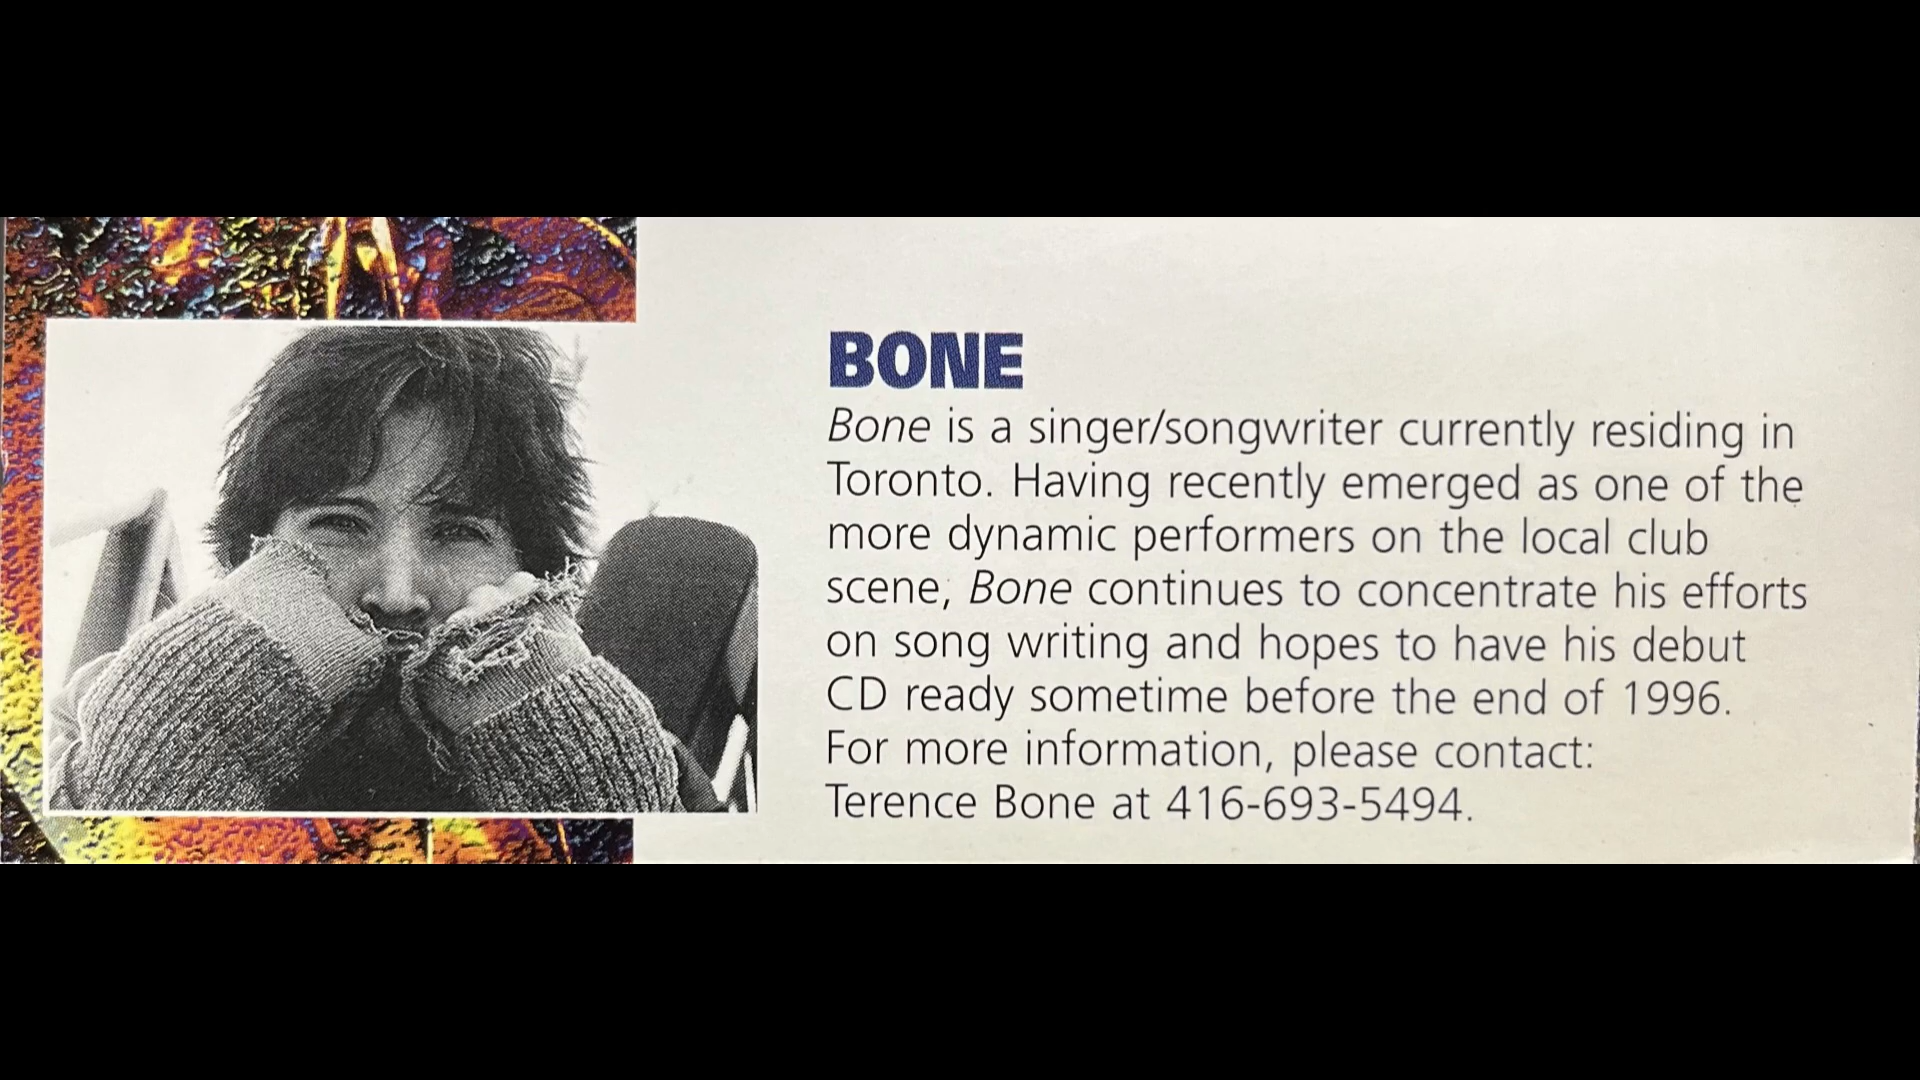 BONE
Bone is a singer/songwriter currently residing in
Toronto. Having recently emerged as one of the
more dynamic performers on the local club
scene, Bone continues to concentrate his efforts
on song writing and hopes to have his debut
CD ready sometime before the end of 1996.
For more information, please contact:
Terence Bone at 416-693-5494.